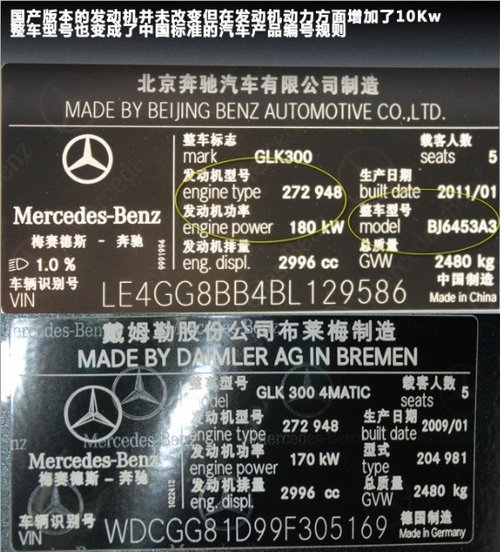 国产版本的发动机并未改变但在发动机动力方面增加了10Kw
整车型号也变成了中国标准的汽车产品编号规则
北京奔驰汽车有限公司制造
MADE BY BEIJING BENZ AUTOMOTIVE CO.,LTD.
整车标志 载客人数
mark GLK300 seats 5
发动机型号 生产日期
engine type 272 948 built date 2011/01
发动机功率 整车型号
engine power 180 kW model BJ6453A3
发动机排量 总质量
engine. displ. 2996 cc GVW 2480 kg
Mercedes-Benz
梅赛德斯－奔驰
1.0 %
9991994
车辆识别号 中国制造
VIN LE4GG8BB4BL129586 Made in China
戴姆勒股份公司布莱梅制造
MADE BY DAIMLER AG IN BREMEN
整车型号 载客人数
model GLK 300 4MATIC seats 5
发动机型号 生产日期
engine type 272 948 built date 2009/01
发动机功率 型式
engine power 170 kW type 204 981
发动机排量 总质量
eng. displ. 2996 cc GVW 2480 kg
Mercedes-Benz
梅赛德斯－奔驰
1022412
车辆识别号 德国制造
VIN WDCGG81D99F305169 Made in Germany